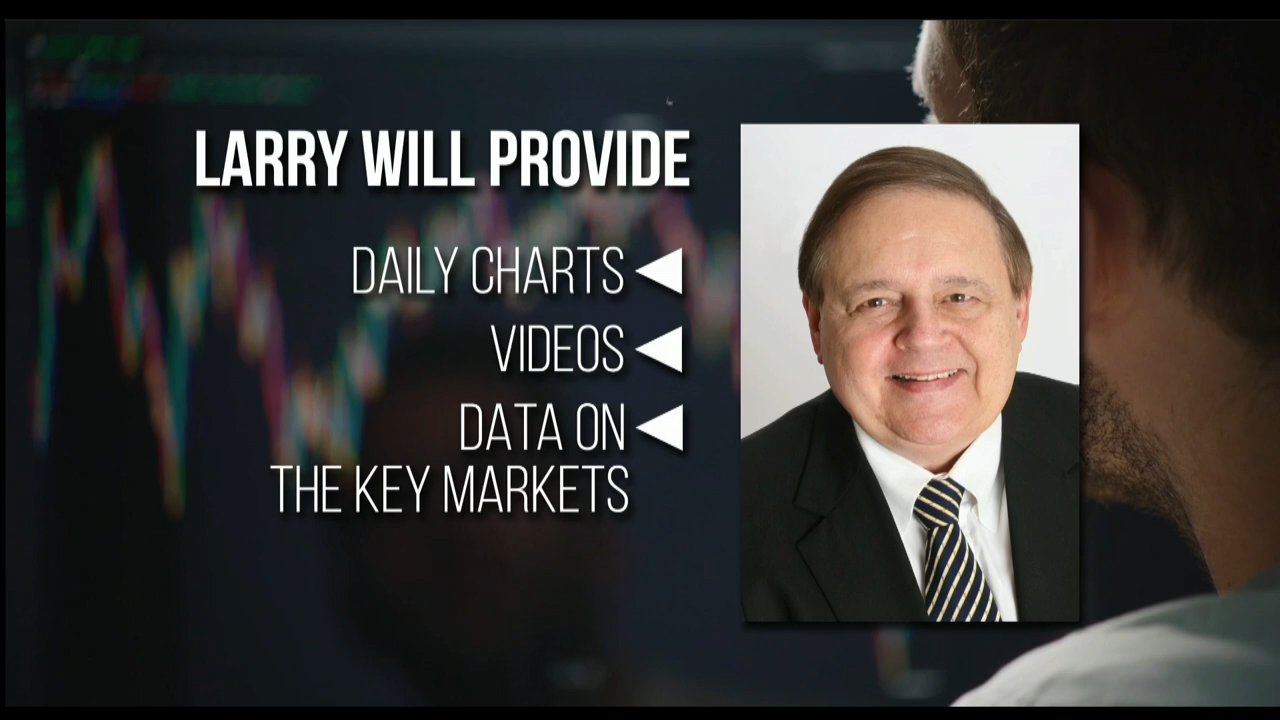 LARRY WILL PROVIDE
DAILY CHARTS
VIDEOS
DATA ON
THE KEY MARKETS